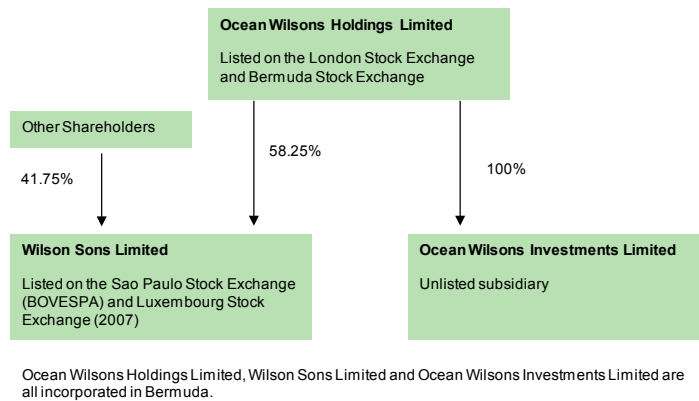 Ocean Wilsons Holdings Limited
Listed on the London Stock Exchange
and Bermuda Stock Exchange
Other Shareholders
58.25%
41.75%
100%
Wilson Sons Limited
Listed on the Sao Paulo Stock Exchange
(BOVESPA) and Luxembourg Stock
Exchange (2007)
Ocean Wilsons Investments Limited
Unlisted subsidiary
Ocean Wilsons Holdings Limited, Wilson Sons Limited and Ocean Wilsons Investments Limited are
all incorporated in Bermuda.